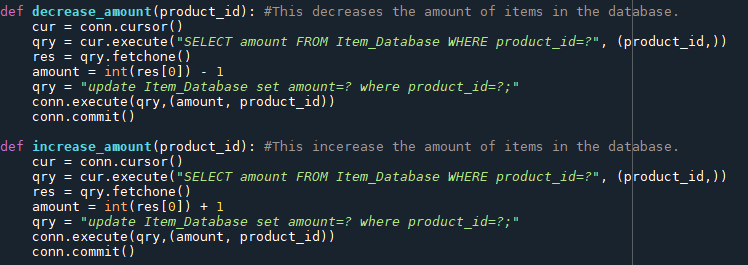 def decrease_amount(product_id): #This decreases the amount of items in the database.
    cur = conn.cursor()
    qry = cur.execute("SELECT amount FROM Item_Database WHERE product_id=?", (product_id,))
    res = qry.fetchone()
    amount = int(res[0]) - 1
    qry = "update Item_Database set amount=? where product_id=?;"
    conn.execute(qry,(amount, product_id))
    conn.commit()

def increase_amount(product_id): #This incerease the amount of items in the database.
    cur = conn.cursor()
    qry = cur.execute("SELECT amount FROM Item_Database WHERE product_id=?", (product_id,))
    res = qry.fetchone()
    amount = int(res[0]) + 1
    qry = "update Item_Database set amount=? where product_id=?;"
    conn.execute(qry,(amount, product_id))
    conn.commit()